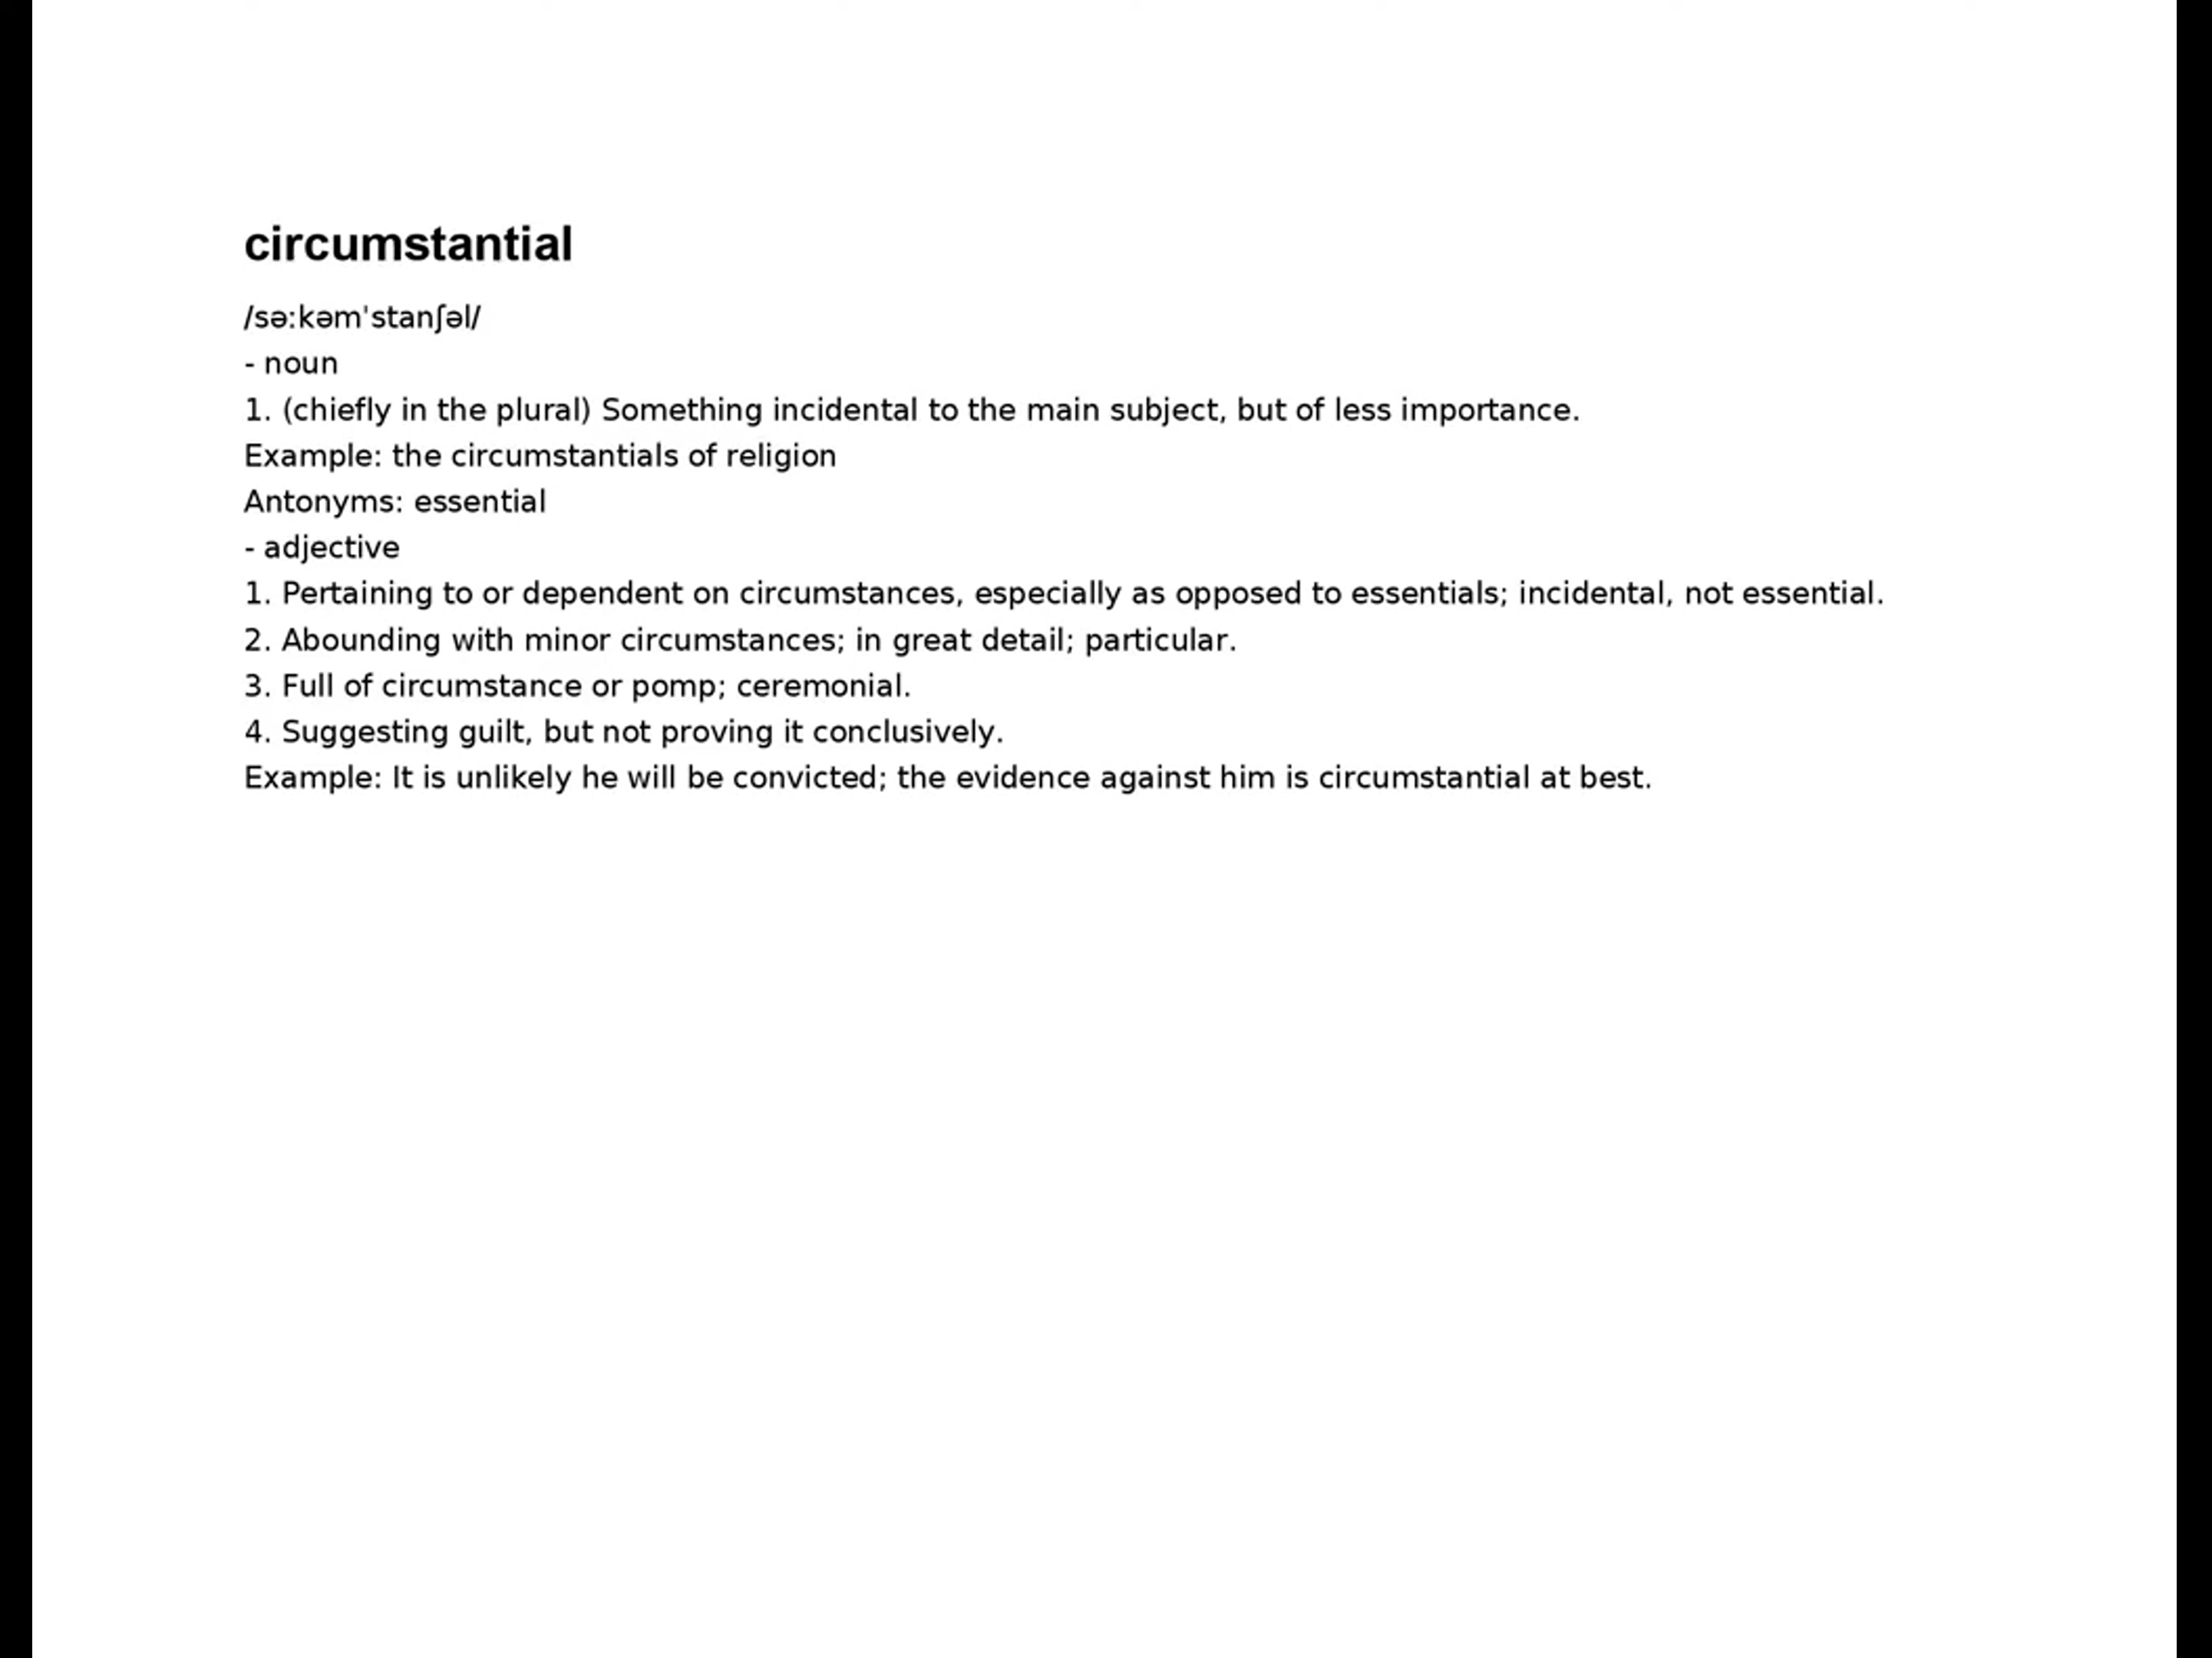 circumstantial
/səːkəmˈstanʃəl/
- noun
1. (chiefly in the plural) Something incidental to the main subject, but of less importance.
Example: the circumstantials of religion
Antonyms: essential
- adjective
1. Pertaining to or dependent on circumstances, especially as opposed to essentials; incidental, not essential.
2. Abounding with minor circumstances; in great detail; particular.
3. Full of circumstance or pomp; ceremonial.
4. Suggesting guilt, but not proving it conclusively.
Example: It is unlikely he will be convicted; the evidence against him is circumstantial at best.